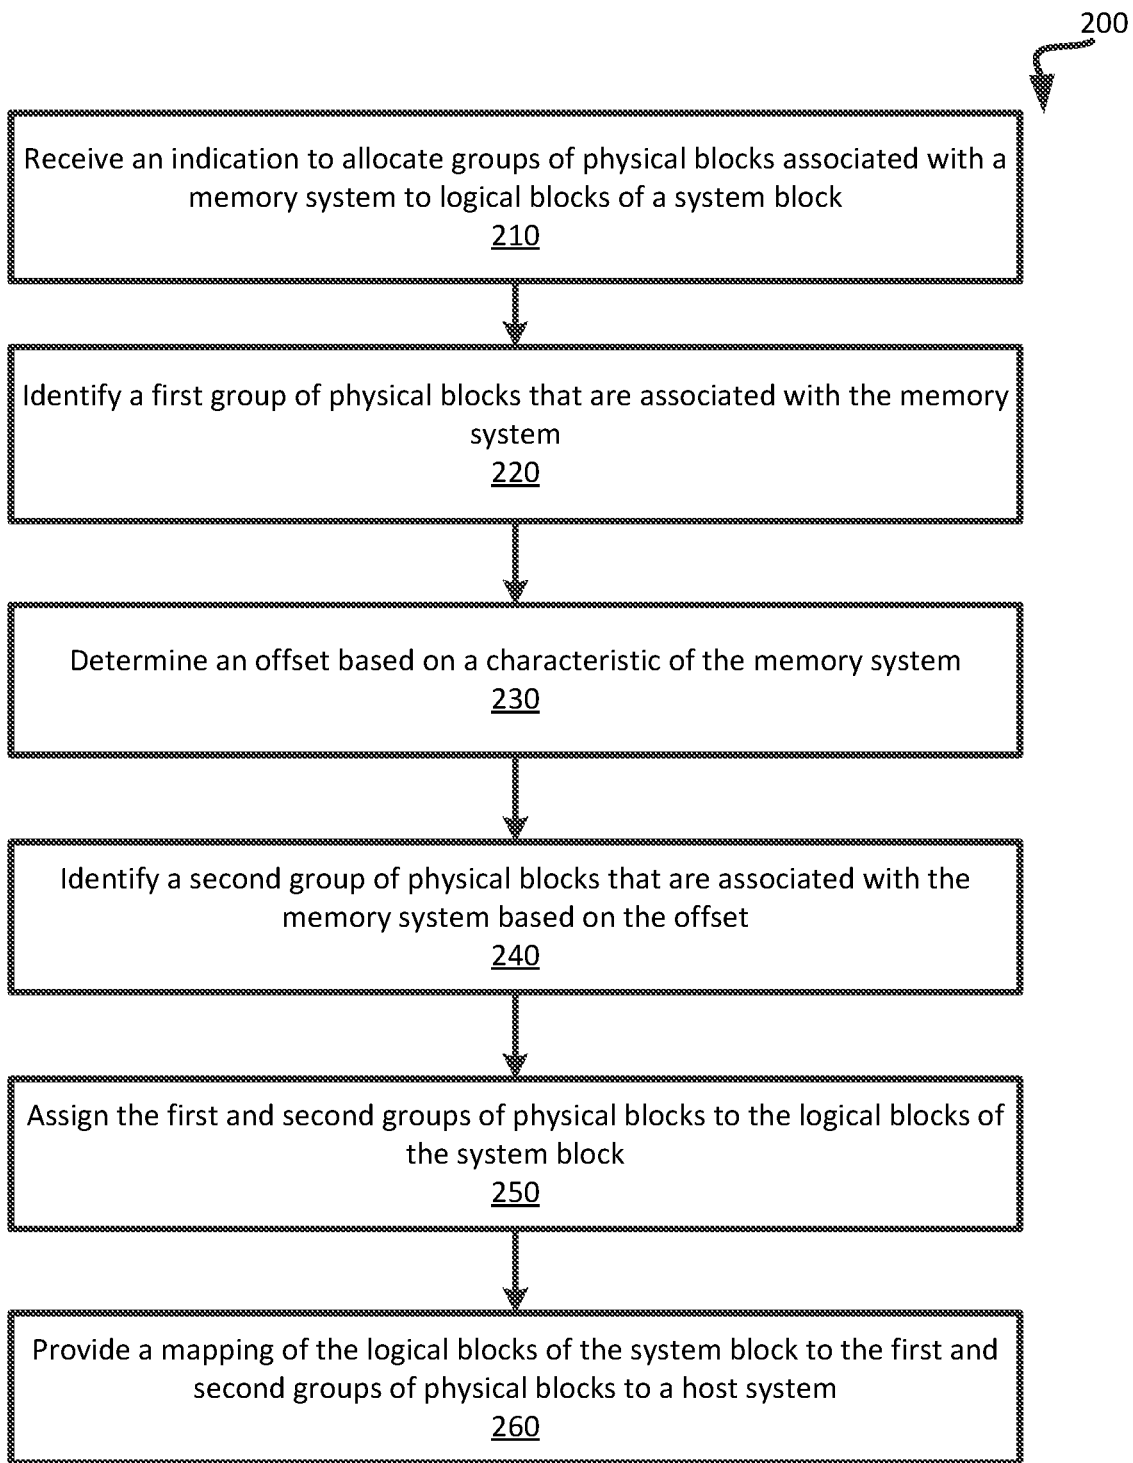 200
Receive an indication to allocate groups of physical blocks associated with a
memory system to logical blocks of a system block
210
Identify a first group of physical blocks that are associated with the memory
system
220
Determine an offset based on a characteristic of the memory system
230
Identify a second group of physical blocks that are associated with the
memory system based on the offset
240
Assign the first and second groups of physical blocks to the logical blocks of
the system block
250
Provide a mapping of the logical blocks of the system block to the first and
second groups of physical blocks to a host system
260